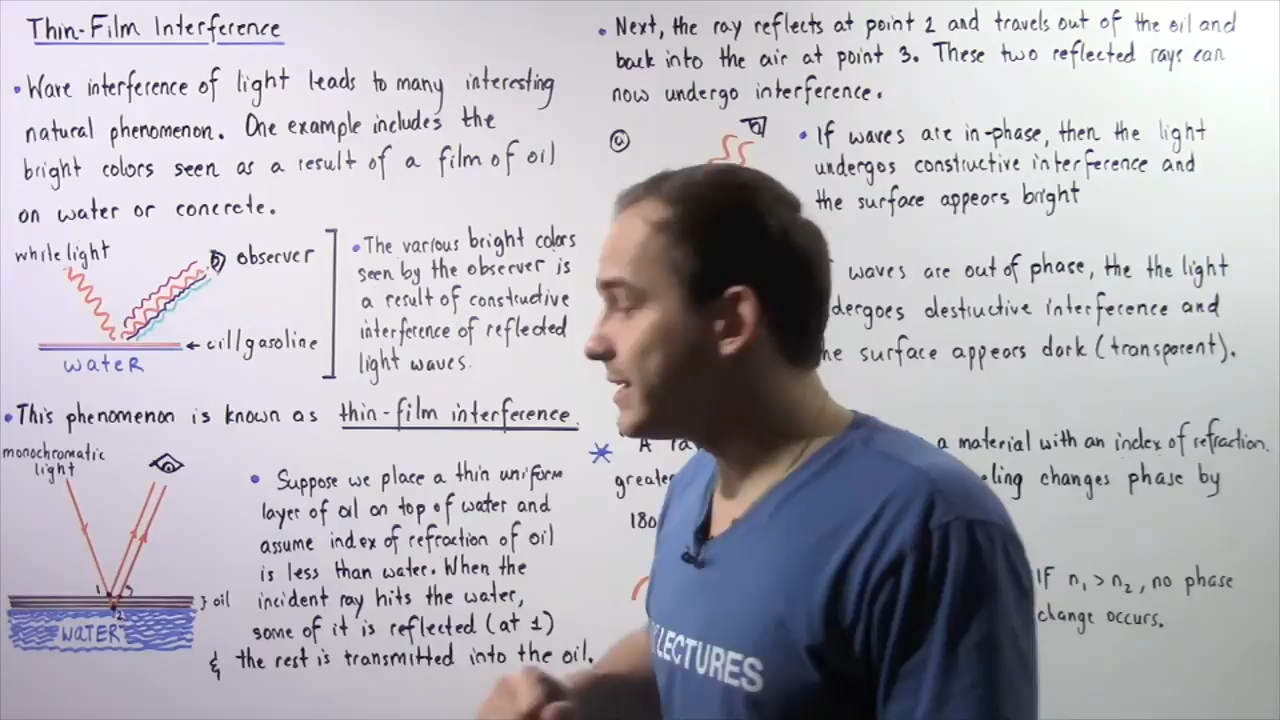 Thin-Film Interference
• Wave interference of light leads to many interesting
natural phenomenon. One example includes the
bright colors seen as a result of a film of oil
on water or concrete.
while light
observer
← oil/gasoline
WATER
• The various bright colors
seen by the observer is
a result of constructive
interference of reflected
light waves.
• This phenomenon is known as thin-film interference.
monochromatic
light
1
3
2
} oil
WATER
• Suppose we place a thin uniform
layer of oil on top of water and
assume index of refraction of oil
is less than water. When the
incident ray hits the water,
some of it is reflected (at 1)
& the rest is transmitted into the oil.
• Next, the ray reflects at point 2 and travels out of the oil and
back into the air at point 3. These two reflected rays can
now undergo interference.
a
• If waves are in-phase, then the light
undergos constructive interference and
the surface appears bright
waves are out of phase, the the light
dergoes destructive interference and
he surface appears dark (transparent).
* A ra
a material with an index of refraction
greate
ling changes phase by
180
IF n₁ > n₂, no phase
change occurs.
LECTURES